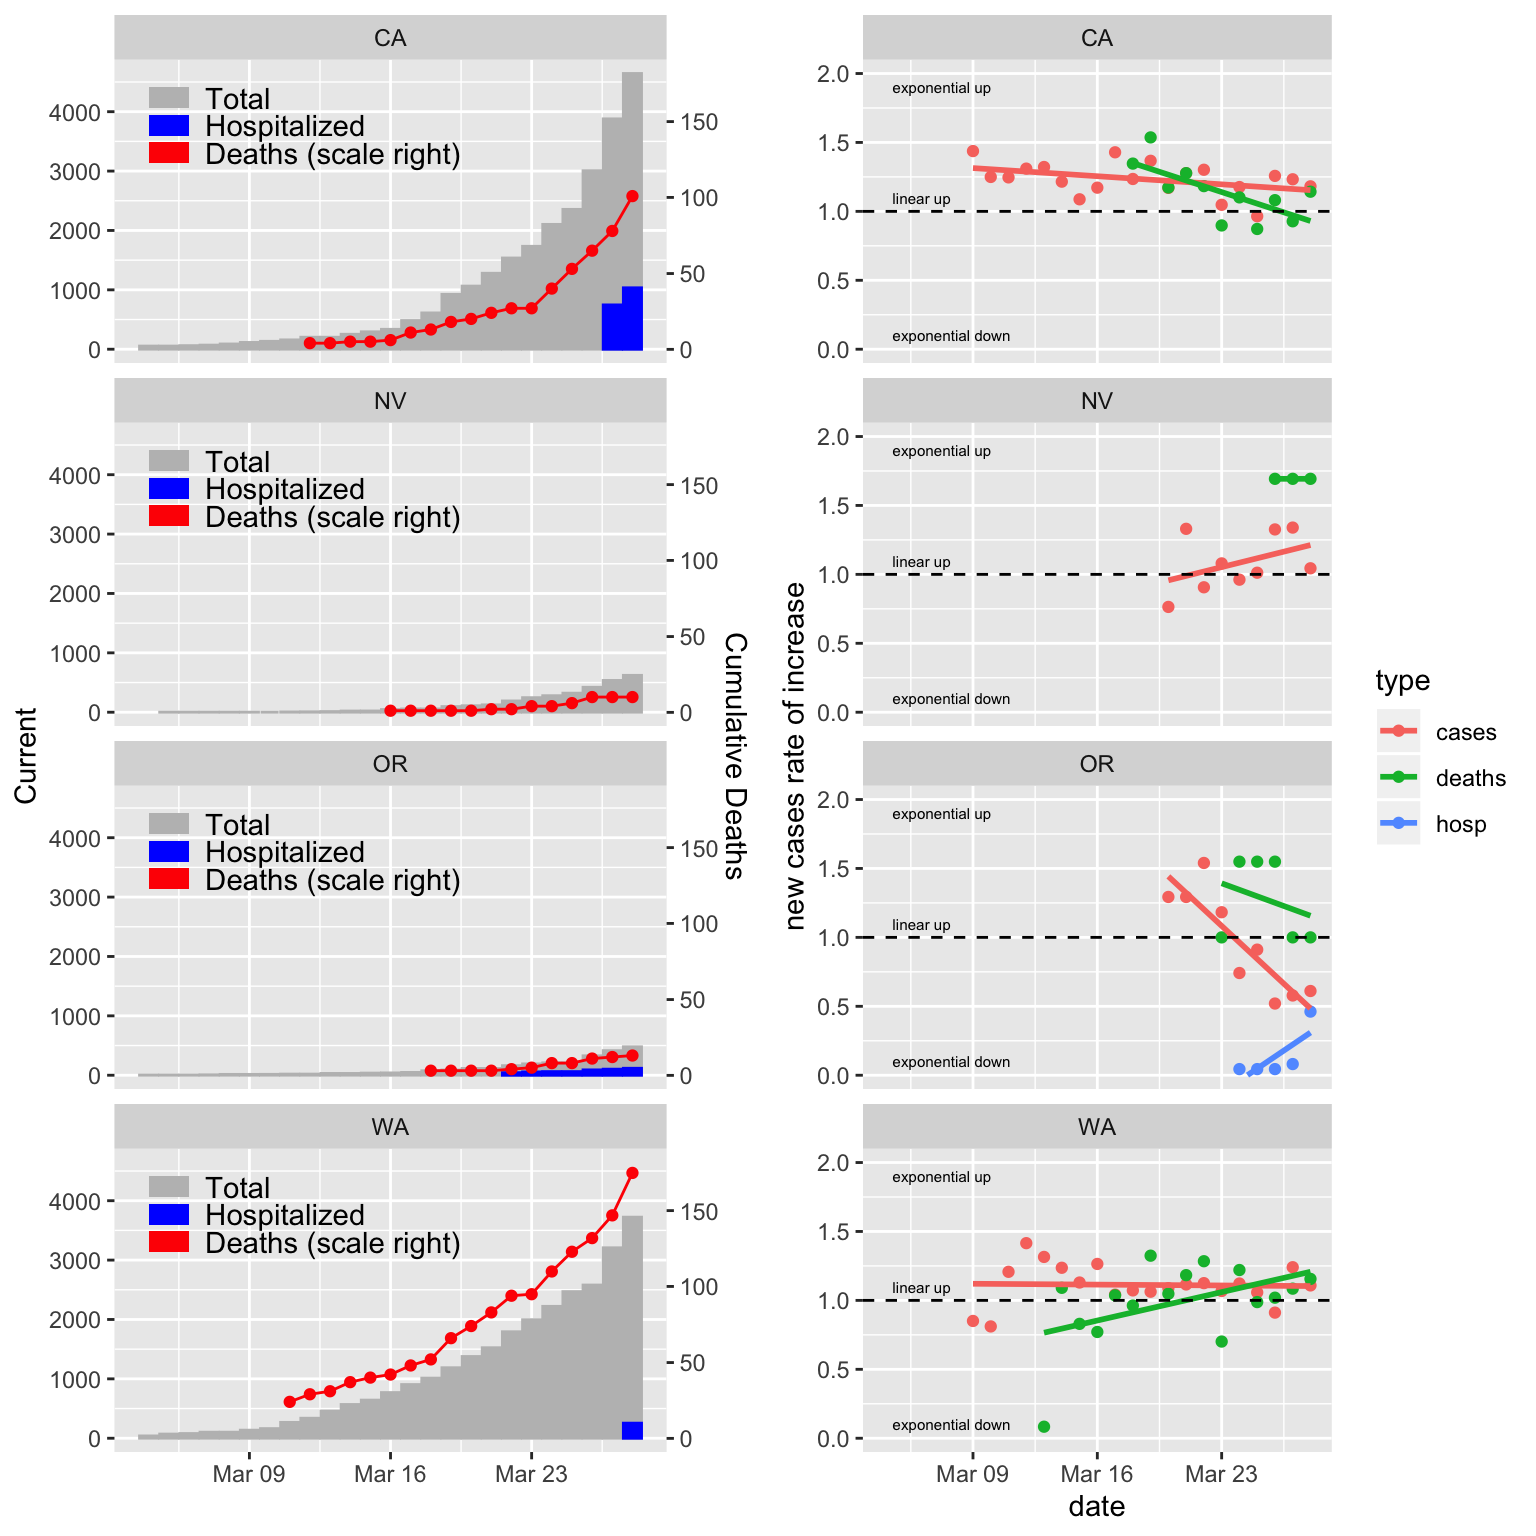 CA
Total
Hospitalized
Deaths (scale right)
4000
3000
2000
1000
0
150
100
50
0
NV
Total
Hospitalized
Deaths (scale right)
4000
3000
2000
1000
0
150
100
50
0
OR
Total
Hospitalized
Deaths (scale right)
4000
3000
2000
1000
0
150
100
50
0
WA
Total
Hospitalized
Deaths (scale right)
4000
3000
2000
1000
0
150
100
50
0
Mar 09
Mar 16
Mar 23
Current
Cumulative Deaths
CA
2.0
1.5
1.0
0.5
0.0
exponential up
linear up
exponential down
NV
2.0
1.5
1.0
0.5
0.0
exponential up
linear up
exponential down
OR
2.0
1.5
1.0
0.5
0.0
exponential up
linear up
exponential down
WA
2.0
1.5
1.0
0.5
0.0
exponential up
linear up
exponential down
Mar 09
Mar 16
Mar 23
date
new cases rate of increase
type
cases
deaths
hosp